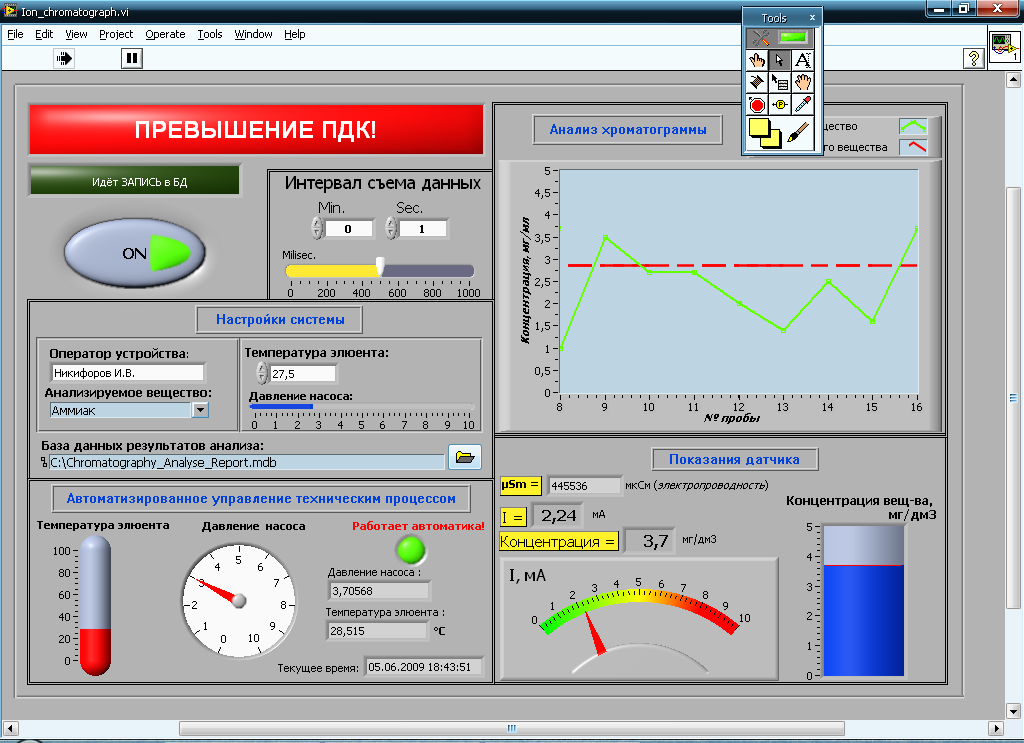 Ion_chromatograph.vi
File Edit View Project Operate Tools Window Help
Tools x
?
1
ПРЕВЫШЕНИЕ ПДК!
Идёт ЗАПИСЬ в БД
ON
Интервал съема данных
Min. Sec.
0 1
Milisec.
0 200 400 600 800 1000
Настройки системы
Оператор устройства:
Никифоров И.В.
Анализируемое вещество:
Аммиак
Температура элюента:
27,5
Давление насоса:
0 1 2 3 4 5 6 7 8 9 10
База данных результатов анализа:
C:\Chromatography_Analyse_Report.mdb
Автоматизированное управление техническим процессом
Температура элюента
100
80
60
40
20
0
Давление насоса
0 1 2 3 4 5 6 7 8 9 10
Работает автоматика!
Давление насоса :
3,70568
Температура элюента :
28,515 °C
Текущее время: 05.06.2009 18:43:51
Анализ хроматограммы
щество
го вещества
Концентрация, мг/мл
5
4,5
4
3,5
3
2,5
2
1,5
1
0,5
0
8 9 10 11 12 13 14 15 16
№ пробы
Показания датчика
µSm = 445536 мкСм (электропроводность)
I = 2,24 мА
Концентрация = 3,7 мг/дм3
I, мА
0 1 2 3 4 5 6 7 8 9 10
Концентрация вещ-ва,
мг/дм3
5
4
3
2
1
0